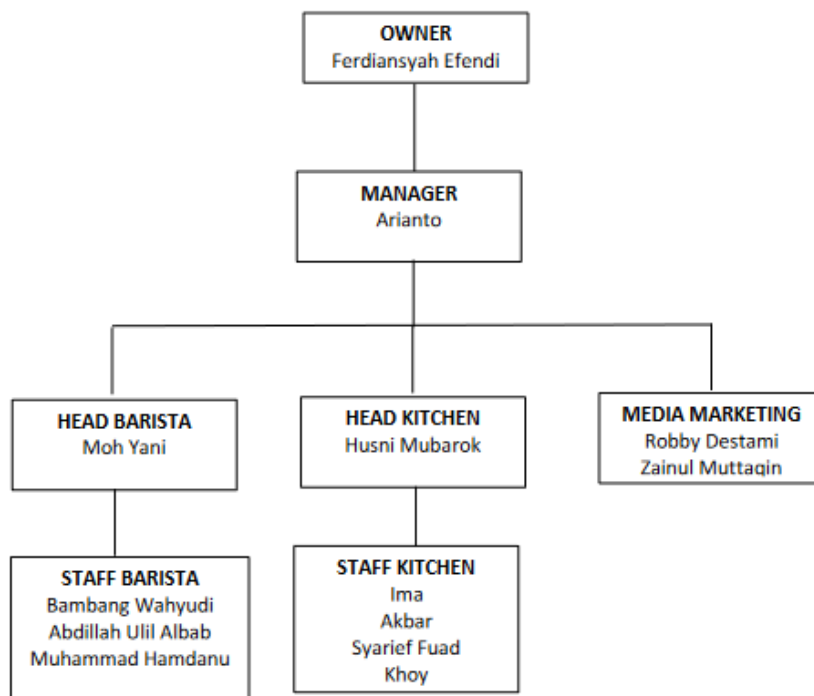 OWNER
Ferdiansyah Efendi
MANAGER
Arianto
HEAD BARISTA
Moh Yani
HEAD KITCHEN
Husni Mubarok
MEDIA MARKETING
Robby Destami
Zainul Muttaqin
STAFF BARISTA
Bambang Wahyudi
Abdillah Ulil Albab
Muhammad Hamdanu
STAFF KITCHEN
Ima
Akbar
Syarief Fuad
Khoy